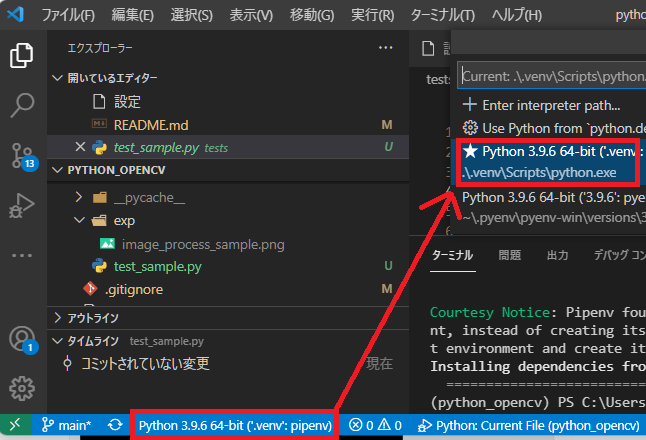 ファイル(F) 編集(E) 選択(S) 表示(V) 移動(G) 実行(R) ターミナル(T) ヘルプ(H)
エクスプローラー
開いているエディター
設定
README.md M
test_sample.py tests U
PYTHON_OPENCV
__pycache__
exp
image_process_sample.png
test_sample.py U
.gitignore
アウトライン
タイムライン test_sample.py
コミットされていない変更 現在
13
1
tests
Current: .\.venv\Scripts\python.
Enter interpreter path...
Use Python from `python.de
Python 3.9.6 64-bit ('.venv':
.\.venv\Scripts\python.exe
Python 3.9.6 64-bit ('3.9.6': pye
~\.pyenv\pyenv-win\versions\3
ターミナル 問題 出力 デバッグ コン
Courtesy Notice: Pipenv fou
nt, instead of creating its
t environment and create it
Installing dependencies fro
(python_opencv) PS C:\Users
main* Python 3.9.6 64-bit ('.venv': pipenv) 0 0 Python: Current File (python_opencv)